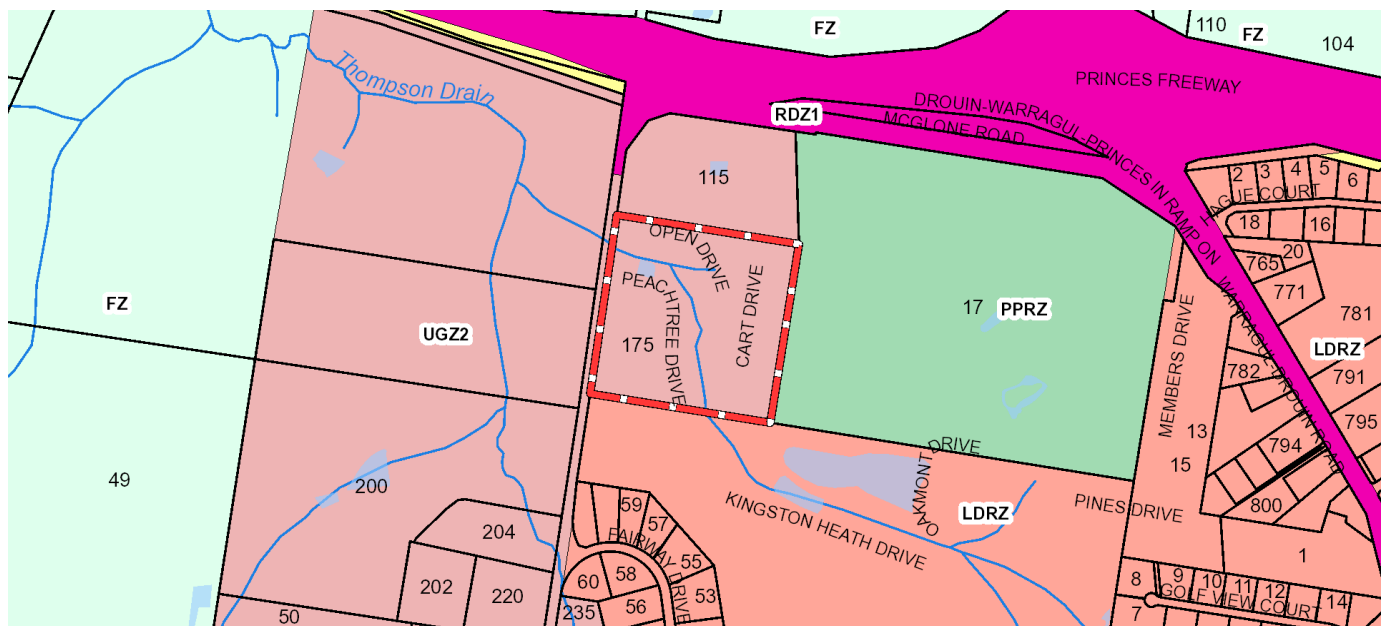 FZ
110
FZ
104
PRINCES FREEWAY
Thompson Drain
DROUIN-WARRAGUL-PRINCES IN RAMP ON
RDZ1
MCGLONE ROAD
2
3
4
5
6
115
TAGUE COURT
18
16
OPEN DRIVE
20
765
PEACHTREE DRIVE
CART DRIVE
771
FZ
17
PPRZ
781
UGZ2
175
MEMBERS DRIVE
WARRAGUL-DROUIN ROAD
LDRZ
782
791
795
13
794
15
49
200
OAKMONT DRIVE
59
57
KINGSTON HEATH DRIVE
LDRZ
PINES DRIVE
800
204
FAIRWAY DRIVE
55
1
60
58
8
9
10
11
12
14
202
220
53
GOLF VIEW COURT
50
235
56
7